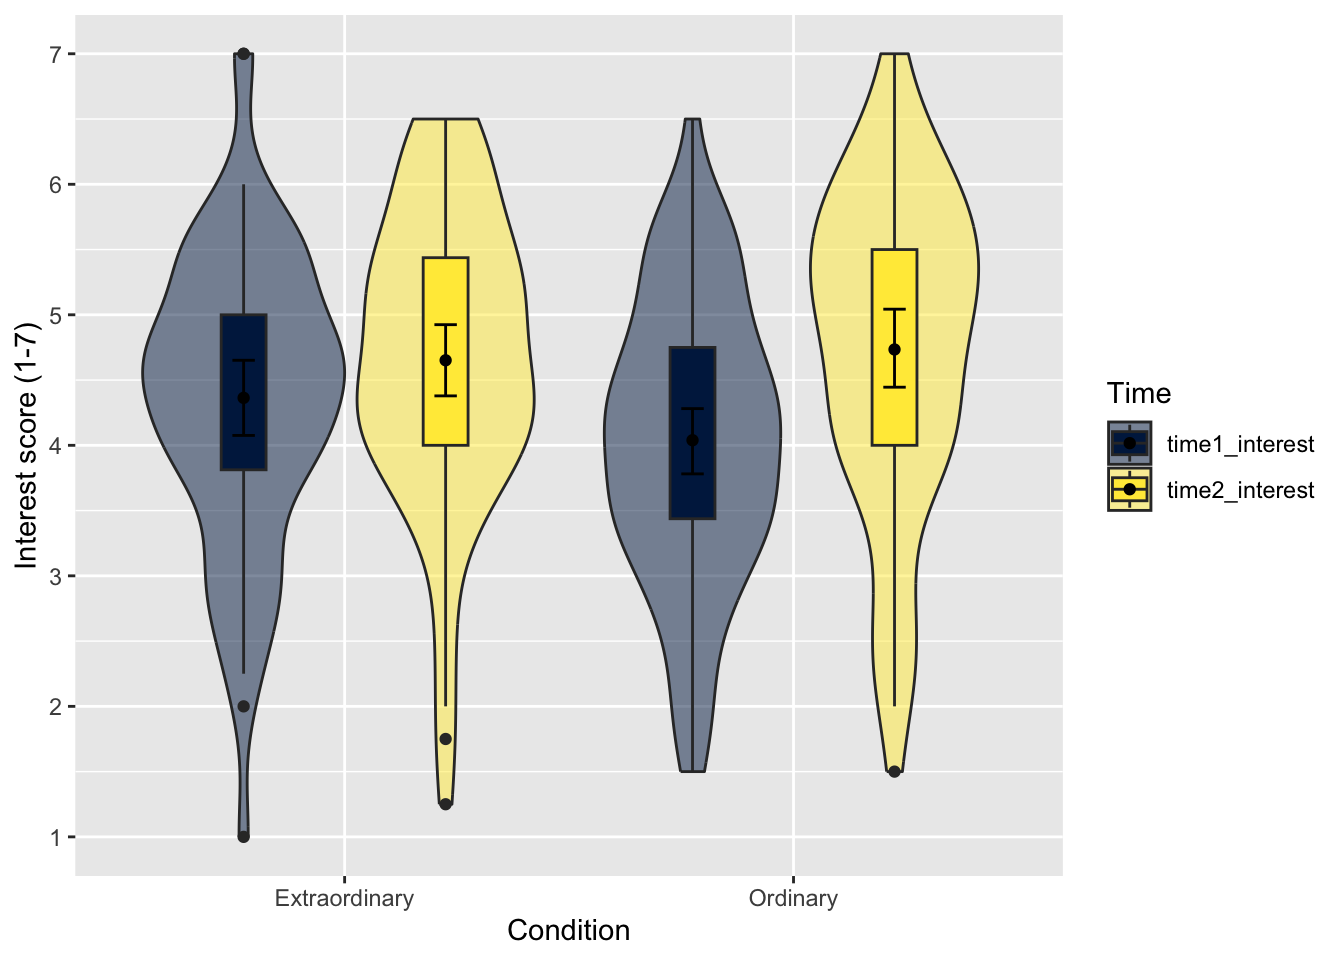 7
6
5
4
3
2
1
Interest score (1-7)
Extraordinary
Ordinary
Condition
Time
time1_interest
time2_interest